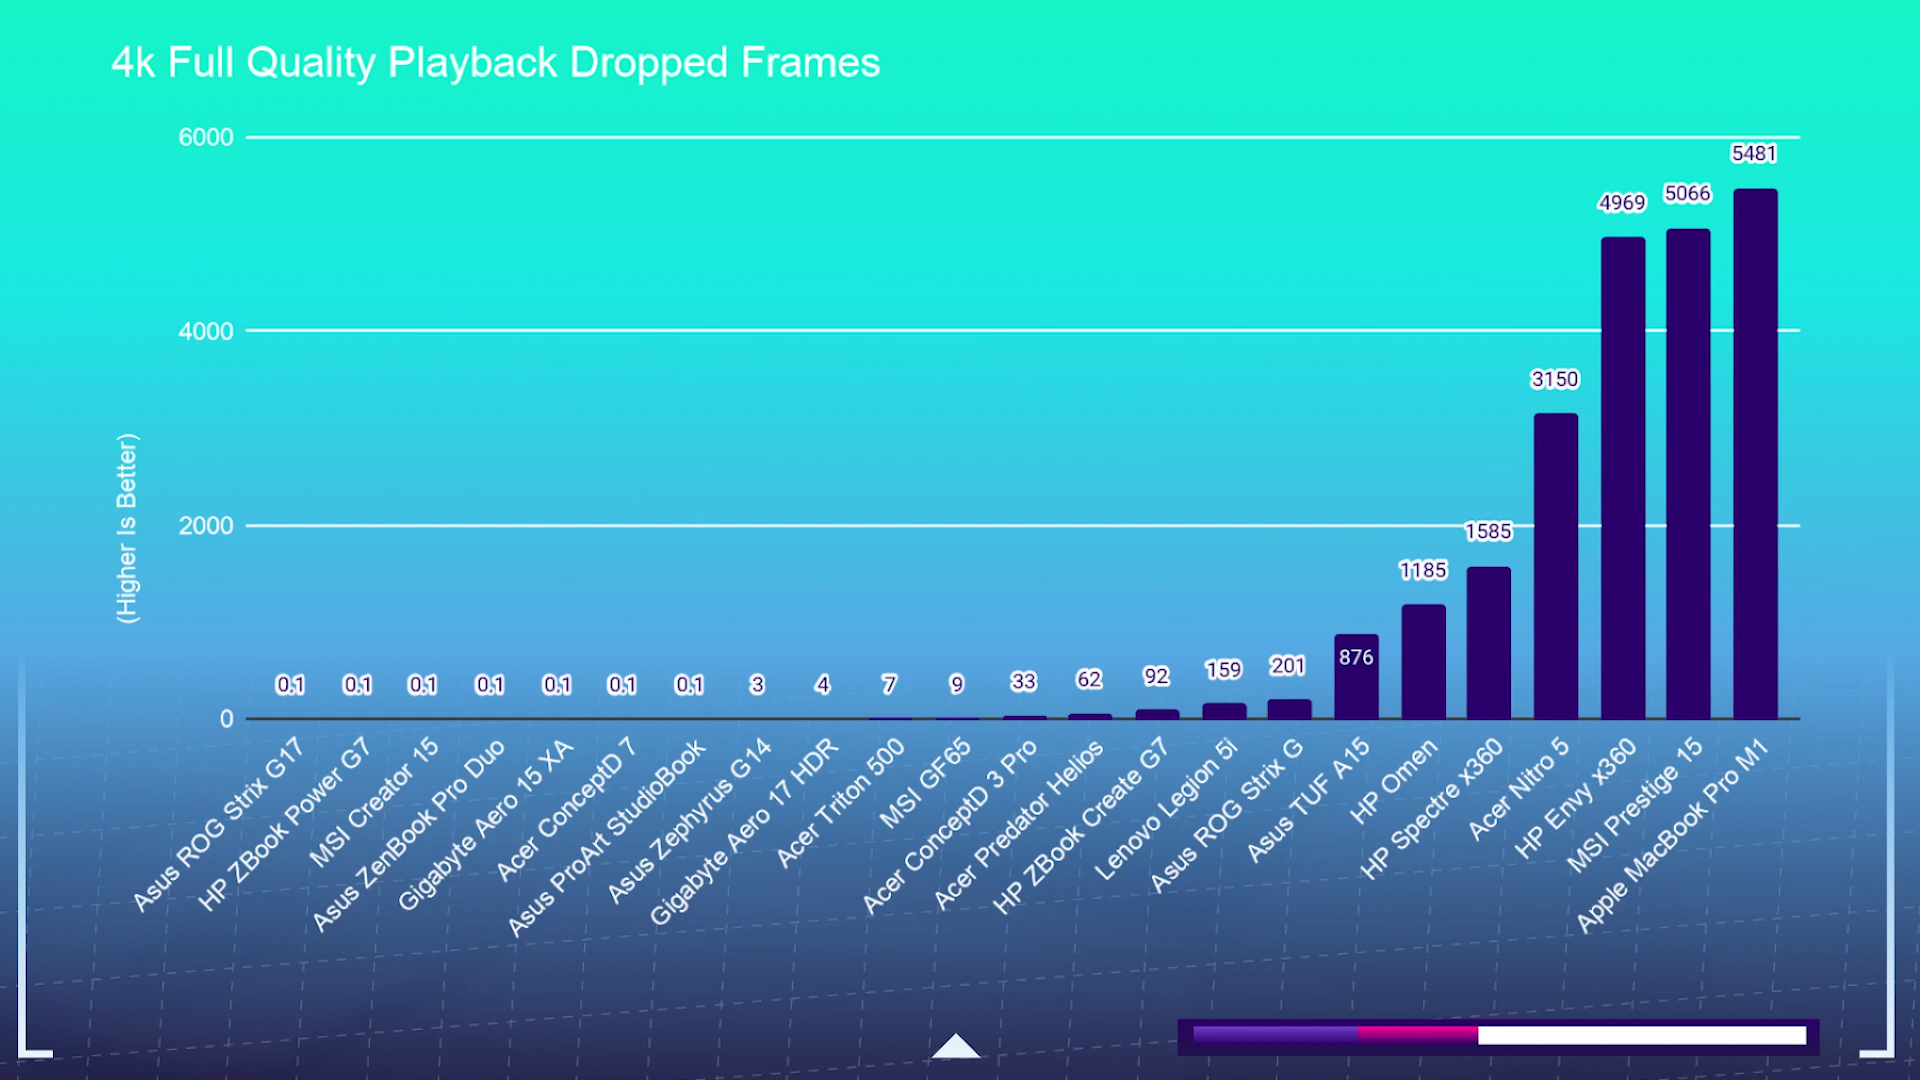 4k Full Quality Playback Dropped Frames
(Higher Is Better)
6000
4000
2000
0
0.1
0.1
0.1
0.1
0.1
0.1
0.1
3
4
7
9
33
62
92
159
201
876
1185
1585
3150
4969
5066
5481
Asus ROG Strix G17
HP ZBook Power G7
MSI Creator 15
Asus ZenBook Pro Duo
Gigabyte Aero 15 XA
Acer ConceptD 7
Asus ProArt StudioBook
Asus Zephyrus G14
Gigabyte Aero 17 HDR
Acer Triton 500
MSI GF65
Acer ConceptD 3 Pro
Acer Predator Helios
HP ZBook Create G7
Lenovo Legion 5i
Asus ROG Strix G
Asus TUF A15
HP Omen
HP Spectre x360
Acer Nitro 5
HP Envy x360
MSI Prestige 15
Apple MacBook Pro M1